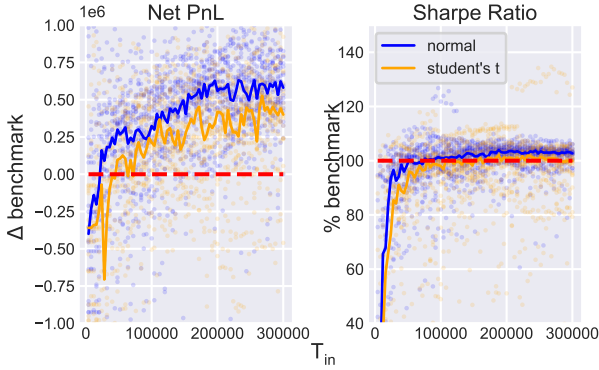 Net PnL
Sharpe Ratio
1e6
1.00
0.75
0.50
0.25
0.00
−0.25
−0.50
−0.75
−1.00
Δ benchmark
0 100000 200000 300000
140
120
100
80
60
40
% benchmark
normal
student's t
0 100000 200000 300000
T_in